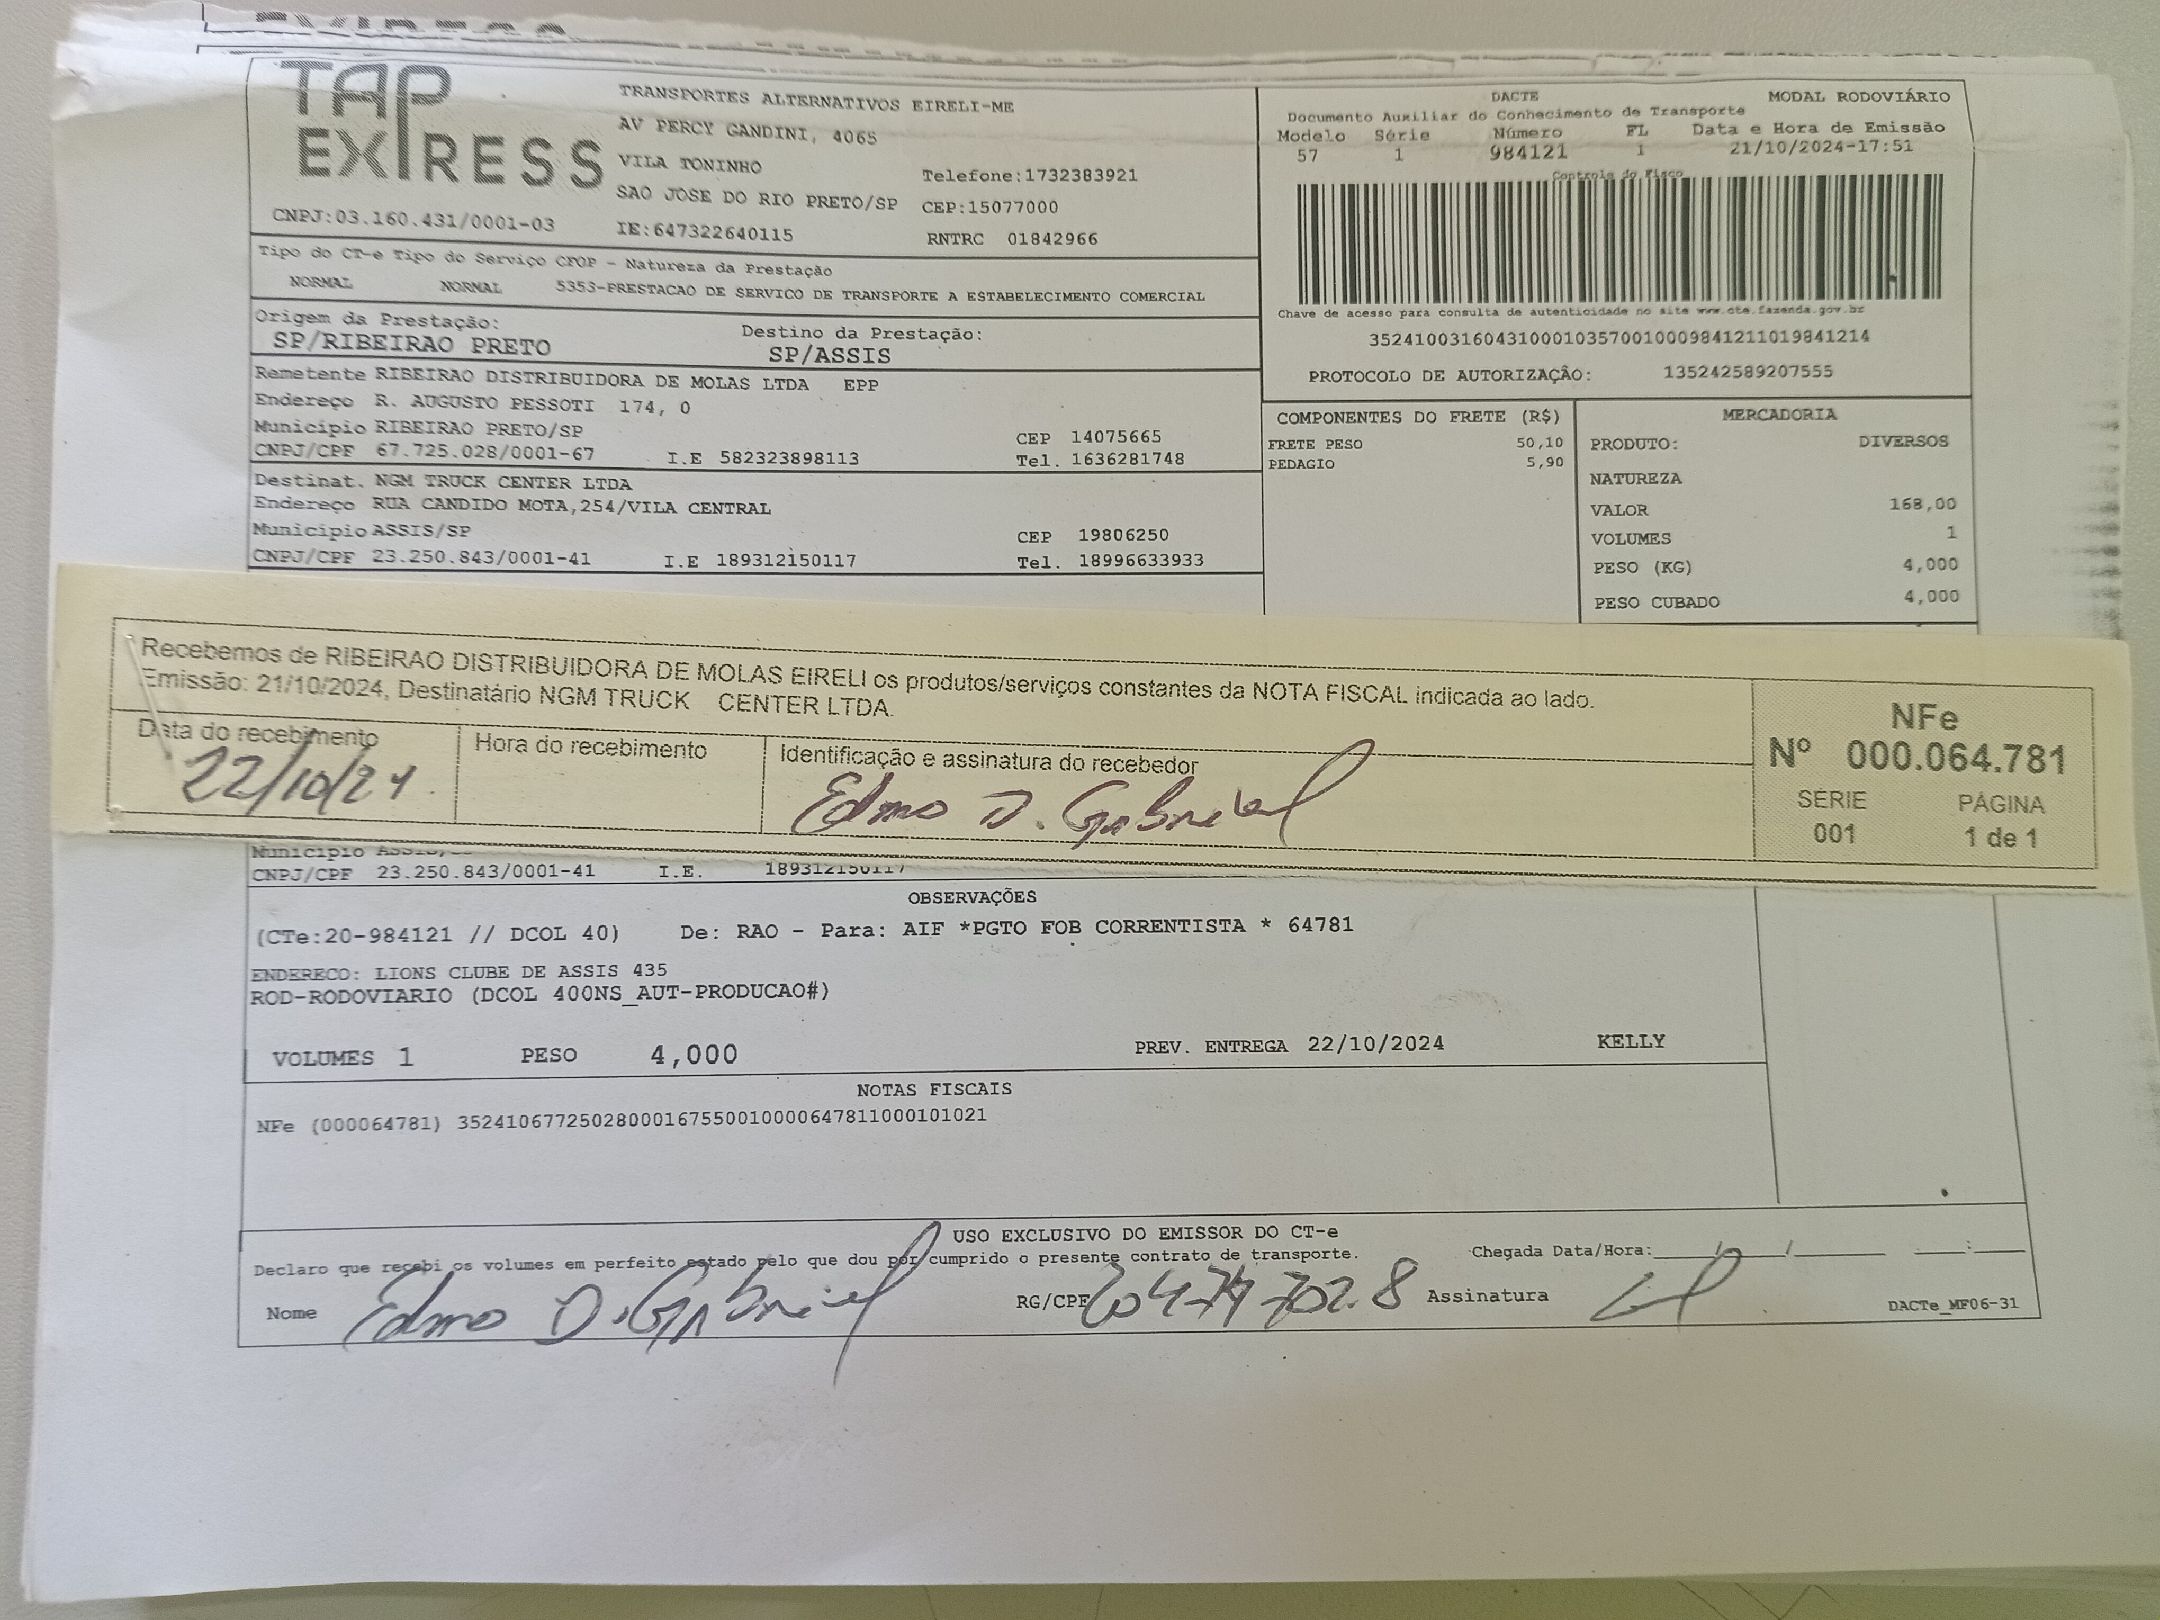 TAP
EXPRESS
TRANSPORTES ALTERNATIVOS EIRELI-ME
AV PERCY GANDINI, 4065
VILA TONINHO
Telefone:1732383921
SAO JOSE DO RIO PRETO/SP CEP:15077000
CNPJ:03.160.431/0001-03 IE:647322640115 RNTRC 01842966
DACTE MODAL RODOVIÁRIO
Documento Auxiliar do Conhecimento de Transporte
Modelo Série Número FL Data e Hora de Emissão
57 1 984121 1 21/10/2024-17:51
Controle do Fisco
Chave de acesso para consulta de autenticidade no site www.cte.fazenda.gov.br
35241003160431000103570010009841211019841214
PROTOCOLO DE AUTORIZAÇÃO: 135242589207555
Tipo do CT-e Tipo do Serviço CFOP - Natureza da Prestação
NORMAL NORMAL 5353-PRESTACAO DE SERVICO DE TRANSPORTE A ESTABELECIMENTO COMERCIAL
Origem da Prestação: Destino da Prestação:
SP/RIBEIRAO PRETO SP/ASSIS
Remetente RIBEIRAO DISTRIBUIDORA DE MOLAS LTDA EPP
Endereço R. AUGUSTO PESSOTI 174, 0
Município RIBEIRAO PRETO/SP CEP 14075665
CNPJ/CPF 67.725.028/0001-67 I.E 582323898113 Tel. 1636281748
Destinat. NGM TRUCK CENTER LTDA
Endereço RUA CANDIDO MOTA,254/VILA CENTRAL
Município ASSIS/SP CEP 19806250
CNPJ/CPF 23.250.843/0001-41 I.E 189312150117 Tel. 18996633933
COMPONENTES DO FRETE (R$)
FRETE PESO 50,10
PEDAGIO 5,90
MERCADORIA
PRODUTO: DIVERSOS
NATUREZA
VALOR 168,00
VOLUMES 1
PESO (KG) 4,000
PESO CUBADO 4,000
Recebemos de RIBEIRAO DISTRIBUIDORA DE MOLAS EIRELI os produtos/serviços constantes da NOTA FISCAL indicada ao lado.
Emissão: 21/10/2024, Destinatário NGM TRUCK CENTER LTDA.
Data do recebimento Hora do recebimento Identificação e assinatura do recebedor
22/10/24. Edmo D. Gabriel
NFe
Nº 000.064.781
SÉRIE PÁGINA
001 1 de 1
Município
CNPJ/CPF 23.250.843/0001-41 I.E. 189312150117
OBSERVAÇÕES
(CTe:20-984121 // DCOL 40) De: RAO - Para: AIF *PGTO FOB CORRENTISTA * 64781
ENDERECO: LIONS CLUBE DE ASSIS 435
ROD-RODOVIARIO (DCOL 400NS_AUT-PRODUCAO#)
VOLUMES 1 PESO 4,000 PREV. ENTREGA 22/10/2024 KELLY
NOTAS FISCAIS
NFe (000064781) 35241067725028000167550010000647811000101021
USO EXCLUSIVO DO EMISSOR DO CT-e
Declaro que recebi os volumes em perfeito estado pelo que dou por cumprido o presente contrato de transporte. Chegada Data/Hora:
Nome Edmo D. Gabriel RG/CPF Assinatura
DACTe_MF06-31